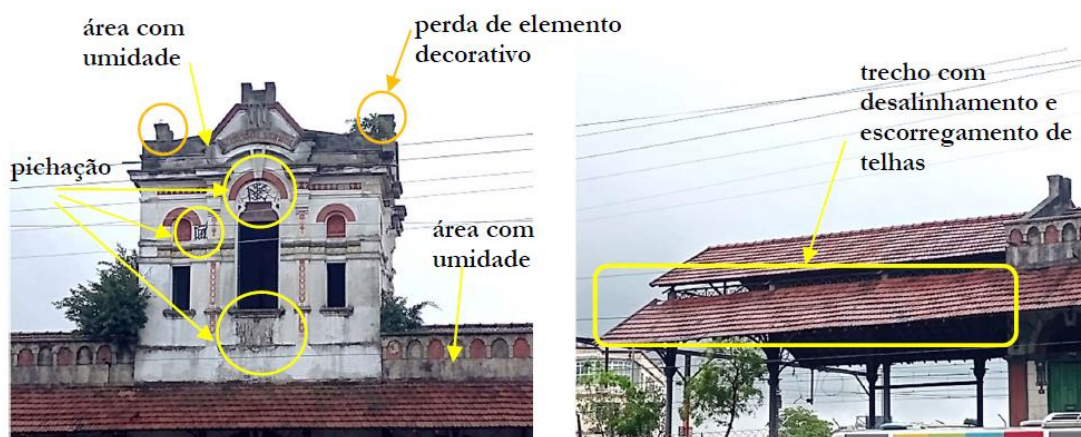 área com
umidade
perda de elemento
decorativo
pichação
área com
umidade
trecho com
desalinhamento e
escorregamento de
telhas